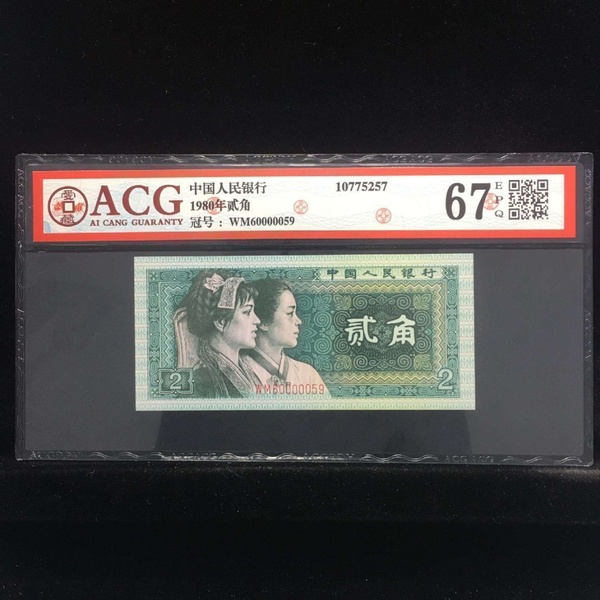 ACG
AI CANG GUARANTY
中国人民银行
1980年贰角
冠号：WM60000059
10775257
67
EPQ
中国人民银行
贰角
WM60000059
2
2
ACG